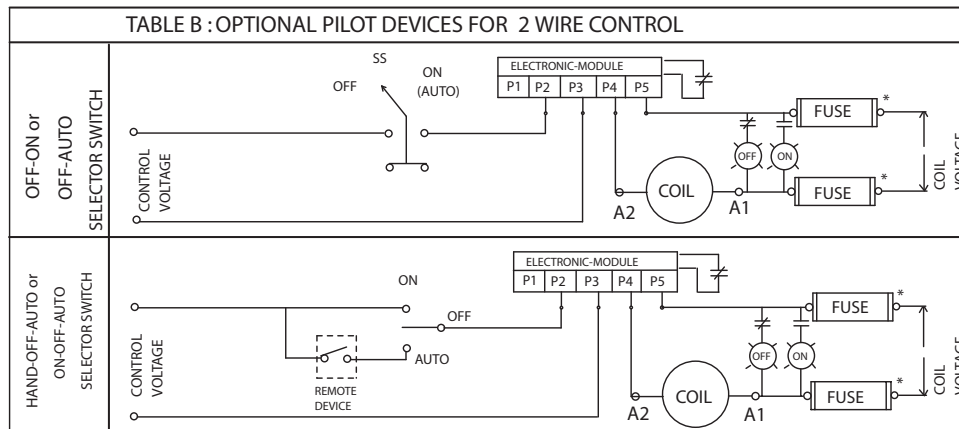 TABLE B : OPTIONAL PILOT DEVICES FOR 2 WIRE CONTROL
OFF-ON or
OFF-AUTO
SELECTOR SWITCH
CONTROL
VOLTAGE
SS
OFF
ON
(AUTO)
ELECTRONIC-MODULE
P1 P2 P3 P4 P5
OFF
ON
FUSE
*
FUSE
*
COIL
A2
A1
COIL
VOLTAGE
HAND-OFF-AUTO or
ON-OFF-AUTO
SELECTOR SWITCH
CONTROL
VOLTAGE
ON
OFF
AUTO
REMOTE
DEVICE
ELECTRONIC-MODULE
P1 P2 P3 P4 P5
OFF
ON
FUSE
*
FUSE
*
COIL
A2
A1
COIL
VOLTAGE